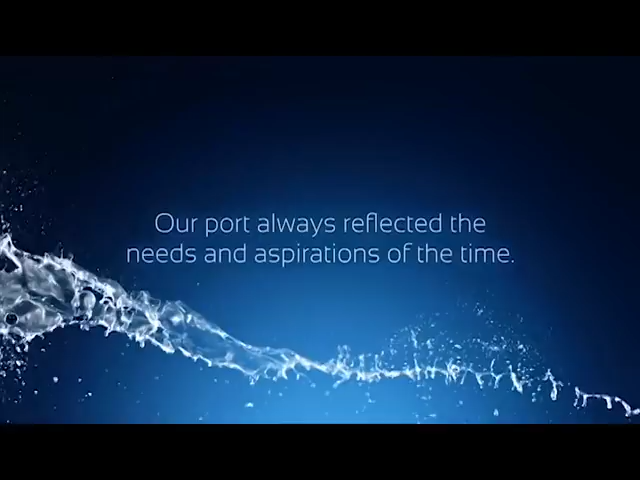 Our port always reflected the
needs and aspirations of the time.